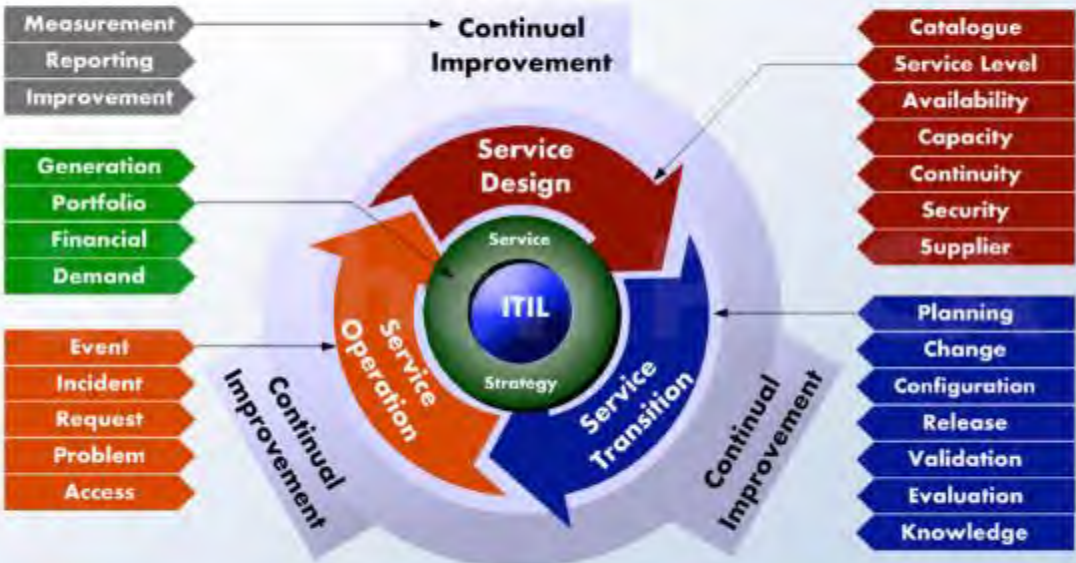 Measurement
Reporting
Improvement
Generation
Portfolio
Financial
Demand
Event
Incident
Request
Problem
Access
Continual
Improvement
Service
Design
Service
ITIL
Strategy
Service
Operation
Service
Transition
Continual
Improvement
Continual
Improvement
Catalogue
Service Level
Availability
Capacity
Continuity
Security
Supplier
Planning
Change
Configuration
Release
Validation
Evaluation
Knowledge